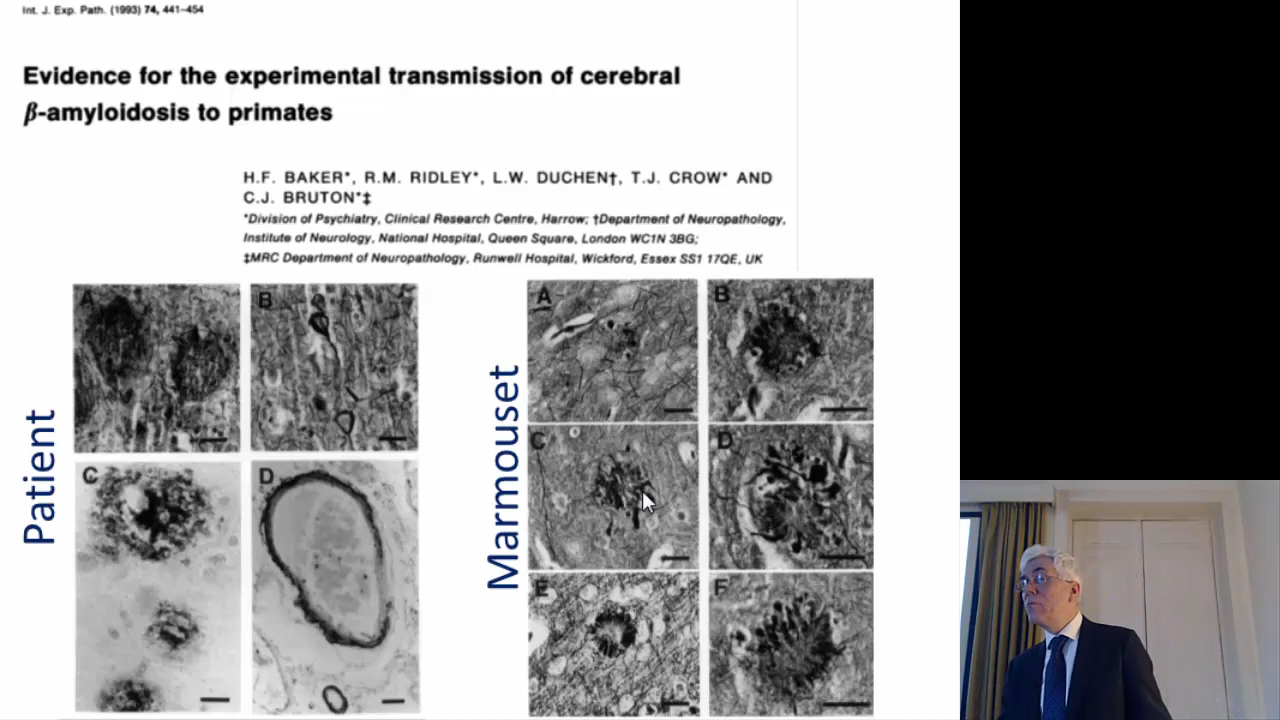 Int. J. Exp. Path. (1993) 74, 441–454
Evidence for the experimental transmission of cerebral
β-amyloidosis to primates
H.F. BAKER*, R.M. RIDLEY*, L.W. DUCHEN†, T.J. CROW* AND
C.J. BRUTON*‡
*Division of Psychiatry, Clinical Research Centre, Harrow; †Department of Neuropathology,
Institute of Neurology, National Hospital, Queen Square, London WC1N 3BG;
‡MRC Department of Neuropathology, Runwell Hospital, Wickford, Essex SS1 17QE, UK
Patient
A
B
C
D
Marmouset
A
B
C
D
E
F